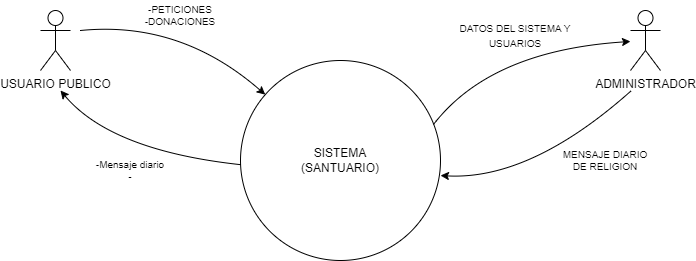 -PETICIONES
-DONACIONES
USUARIO PUBLICO
-Mensaje diario
-
SISTEMA
(SANTUARIO)
DATOS DEL SISTEMA Y
USUARIOS
ADMINISTRADOR
MENSAJE DIARIO
DE RELIGION